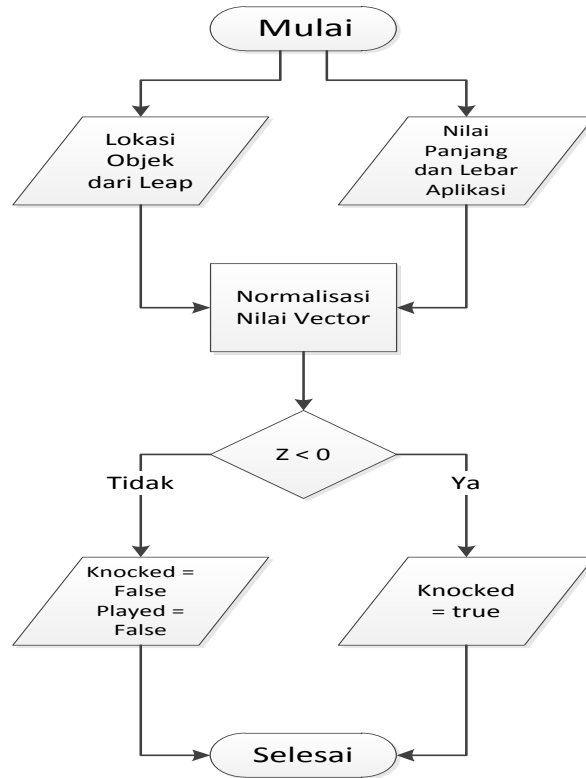 Mulai
Lokasi
Objek
dari Leap
Nilai
Panjang
dan Lebar
Aplikasi
Normalisasi
Nilai Vector
Z < 0
Tidak
Ya
Knocked =
False
Played =
False
Knocked
= true
Selesai